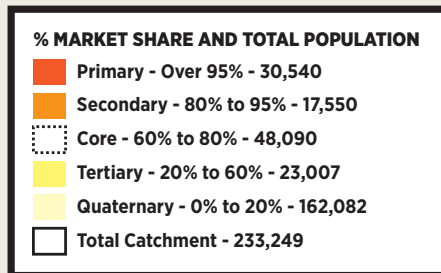 % MARKET SHARE AND TOTAL POPULATION
Primary - Over 95% - 30,540
Secondary - 80% to 95% - 17,550
Core - 60% to 80% - 48,090
Tertiary - 20% to 60% - 23,007
Quaternary - 0% to 20% - 162,082
Total Catchment - 233,249